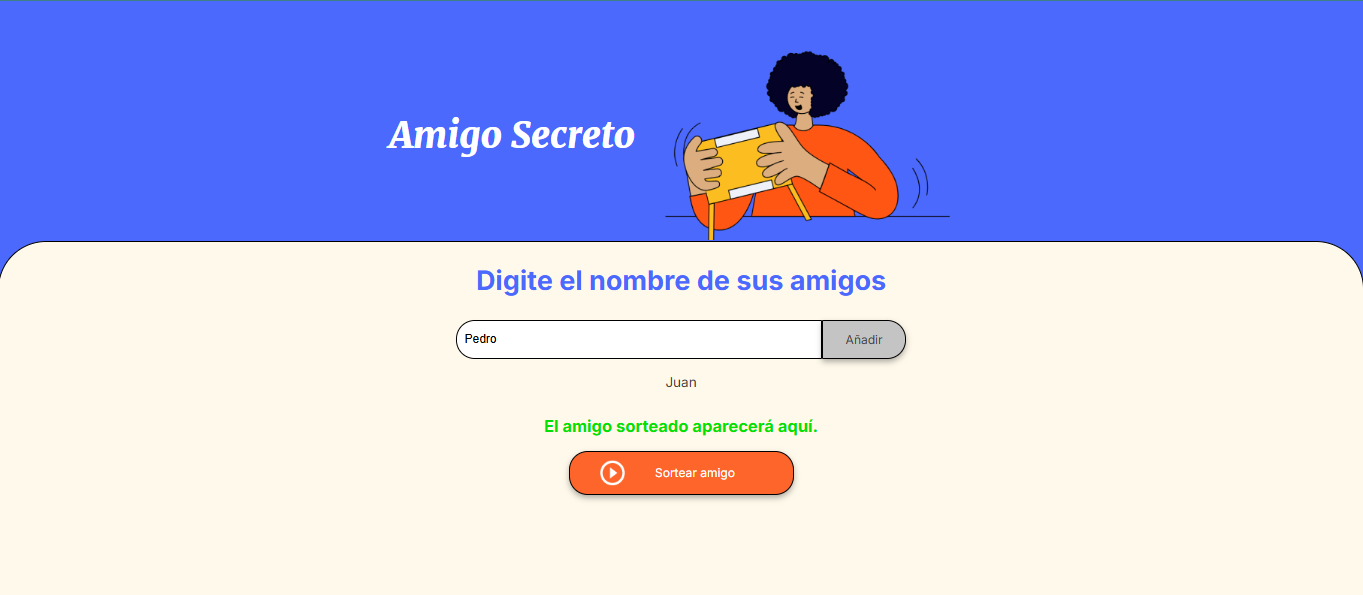 Amigo Secreto
Digite el nombre de sus amigos
Pedro
Añadir
Juan
El amigo sorteado aparecerá aquí.
Sortear amigo